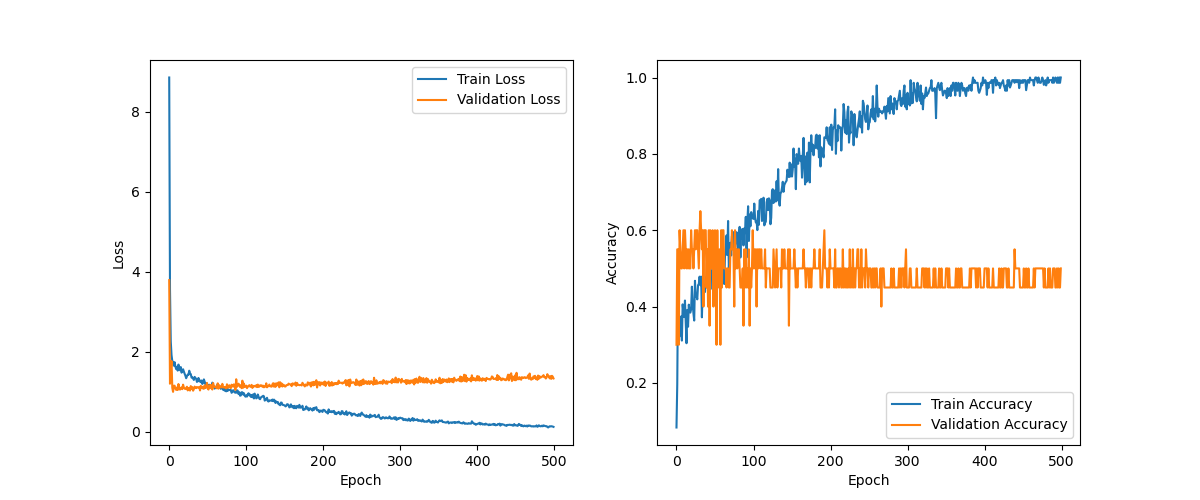 Train Loss
Validation Loss
8
6
4
2
0
Loss
0 100 200 300 400 500
Epoch
1.0
0.8
0.6
0.4
0.2
Accuracy
Train Accuracy
Validation Accuracy
0 100 200 300 400 500
Epoch